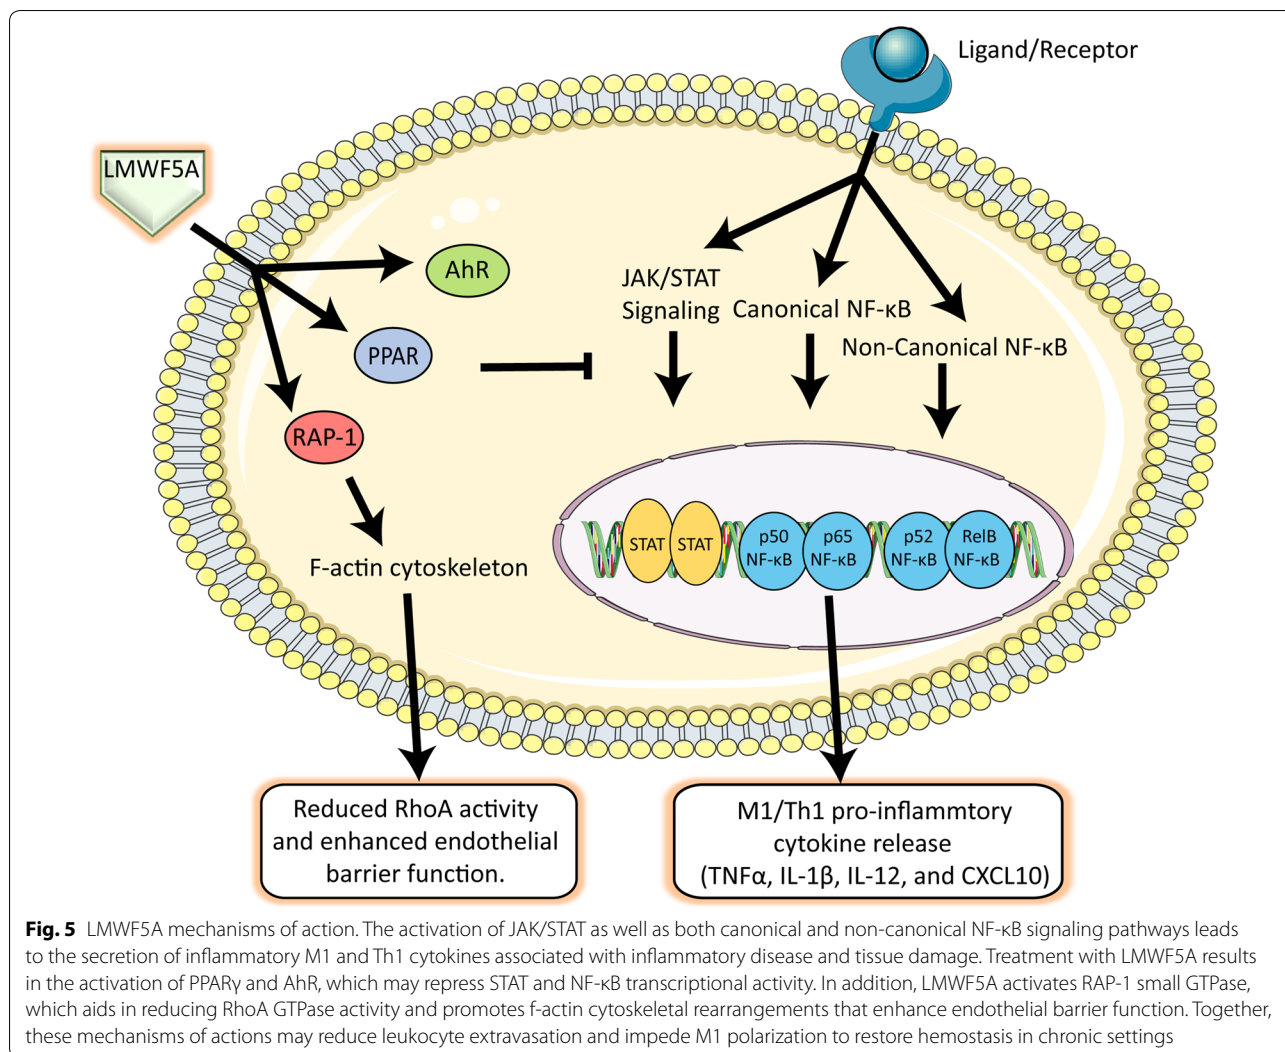 Ligand/Receptor
LMWF5A
AhR
PPAR
RAP-1
F-actin cytoskeleton
JAK/STAT
Signaling
Canonical NF-κB
Non-Canonical NF-κB
STAT
STAT
p50
NF-κB
p65
NF-κB
p52
NF-κB
RelB
NF-κB
Reduced RhoA activity
and enhanced endothelial
barrier function.
M1/Th1 pro-inflammtory
cytokine release
(TNFα, IL-1β, IL-12, and CXCL10)
Fig. 5 LMWF5A mechanisms of action. The activation of JAK/STAT as well as both canonical and non-canonical NF-κB signaling pathways leads
to the secretion of inflammatory M1 and Th1 cytokines associated with inflammatory disease and tissue damage. Treatment with LMWF5A results
in the activation of PPARγ and AhR, which may repress STAT and NF-κB transcriptional activity. In addition, LMWF5A activates RAP-1 small GTPase,
which aids in reducing RhoA GTPase activity and promotes f-actin cytoskeletal rearrangements that enhance endothelial barrier function. Together,
these mechanisms of actions may reduce leukocyte extravasation and impede M1 polarization to restore hemostasis in chronic settings